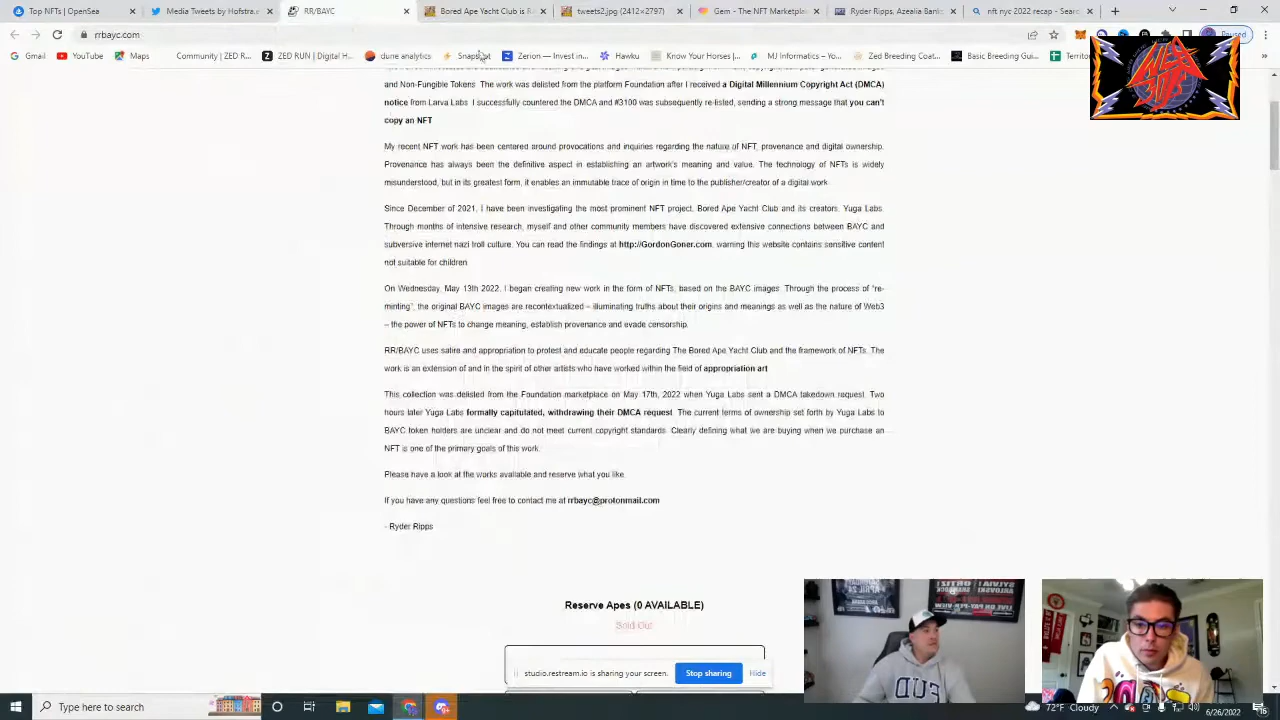 Top NFTs | OpenSea
Media Tweets by Hofstre.
RR/BAYC
Bored Ape Yacht Club is R
tweets2.jpg (2412×2797)
Gem - The NFT Marketpla
Ryder Ripps: Azealia Banks
nft nyc 2022 recap - Searc
rrbayc.com
Paused
Gmail
YouTube
Maps
Community | ZED R...
ZED RUN | Digital H...
dune analytics
Snapshot
Zerion — Invest in...
Hawku
Know Your Horses |...
MJ Informatics – Yo...
Zed Breeding Coeffi...
Basic Breeding Gui...
Territor
and Non-Fungible Tokens. The work was delisted from the platform Foundation after I received a Digital Millennium Copyright Act (DMCA)
notice from Larva Labs. I successfully countered the DMCA and #3100 was subsequently re-listed, sending a strong message that you can't
copy an NFT.
My recent NFT work has been centered around provocations and inquiries regarding the nature of NFT, provenance and digital ownership.
Provenance has always been the definitive aspect in establishing an artwork's meaning and value. The technology of NFTs is widely
misunderstood, but in its greatest form, it enables an immutable trace of origin in time to the publisher/creator of a digital work.
Since December of 2021, I have been investigating the most prominent NFT project, Bored Ape Yacht Club and its creators, Yuga Labs.
Through months of intensive research, myself and other community members have discovered extensive connections between BAYC and
subversive internet nazi troll culture. You can read the findings at http://GordonGoner.com, warning this website contains sensitive content
not suitable for children.
On Wednesday, May 13th 2022, I began creating new work in the form of NFTs, based on the BAYC images. Through the process of "re-
minting", the original BAYC images are recontextualized – illuminating truths about their origins and meanings as well as the nature of Web3
– the power of NFTs to change meaning, establish provenance and evade censorship.
RR/BAYC uses satire and appropriation to protest and educate people regarding The Bored Ape Yacht Club and the framework of NFTs. The
work is an extension of and in the spirit of other artists who have worked within the field of appropriation art.
This collection was delisted from the Foundation marketplace on May 17th, 2022 when Yuga Labs sent a DMCA takedown request. Two
hours later Yuga Labs formally capitulated, withdrawing their DMCA request. The current terms of ownership set forth by Yuga Labs to
BAYC token holders are unclear and do not meet current copyright standards. Clearly defining what we are buying when we purchase an
NFT is one of the primary goals of this work.
Please have a look at the works available and reserve what you like.
If you have any questions feel free to contact me at rrbayc@protonmail.com
- Ryder Ripps
Reserve Apes (0 AVAILABLE)
Sold Out
studio.restream.io is sharing your screen.
Stop sharing
Hide
FUD
Type here to search
72°F Cloudy
6/26/2022